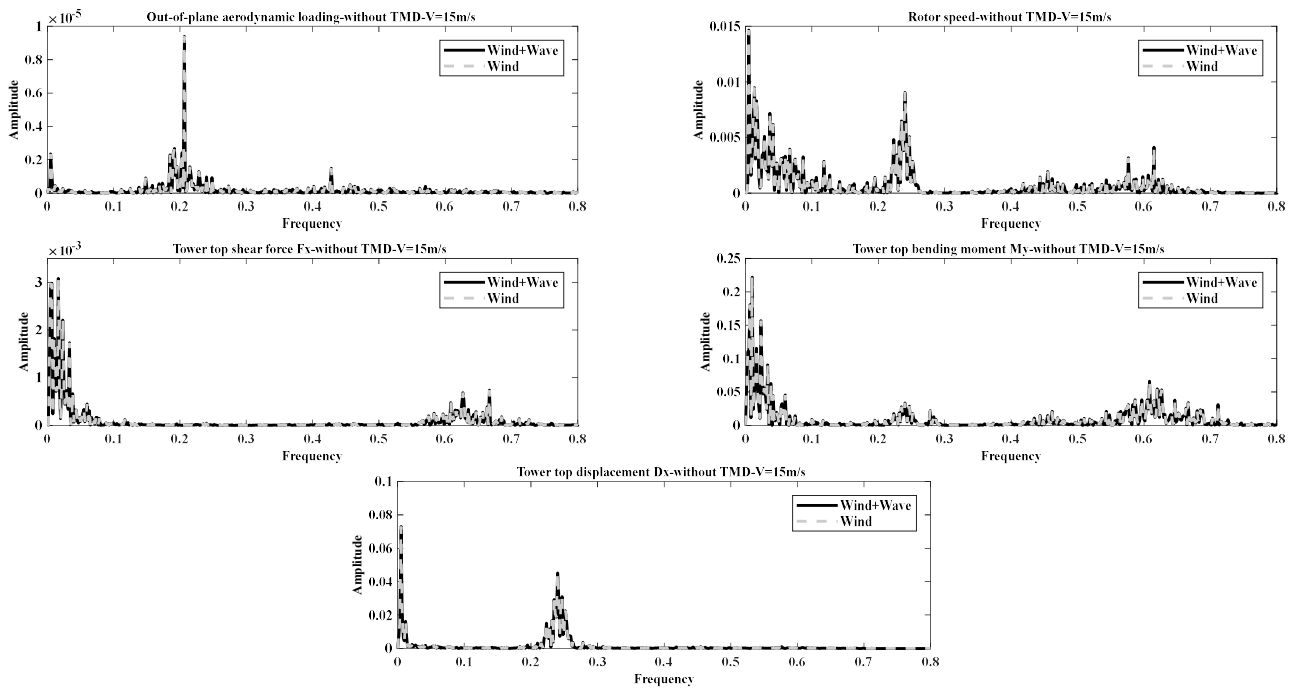 ×10⁻⁵ Out-of-plane aerodynamic loading-without TMD-V=15m/s
1
0.8
0.6
0.4
0.2
0
Amplitude
Wind+Wave
Wind
0 0.1 0.2 0.3 0.4 0.5 0.6 0.7 0.8
Frequency
Rotor speed-without TMD-V=15m/s
0.015
0.01
0.005
0
Amplitude
Wind+Wave
Wind
0 0.1 0.2 0.3 0.4 0.5 0.6 0.7 0.8
Frequency
×10⁻³ Tower top shear force Fx-without TMD-V=15m/s
3
2
1
0
Amplitude
Wind+Wave
Wind
0 0.1 0.2 0.3 0.4 0.5 0.6 0.7 0.8
Frequency
Tower top bending moment My-without TMD-V=15m/s
0.25
0.2
0.15
0.1
0.05
0
Amplitude
Wind+Wave
Wind
0 0.1 0.2 0.3 0.4 0.5 0.6 0.7 0.8
Frequency
Tower top displacement Dx-without TMD-V=15m/s
0.1
0.08
0.06
0.04
0.02
0
Amplitude
Wind+Wave
Wind
0 0.1 0.2 0.3 0.4 0.5 0.6 0.7 0.8
Frequency